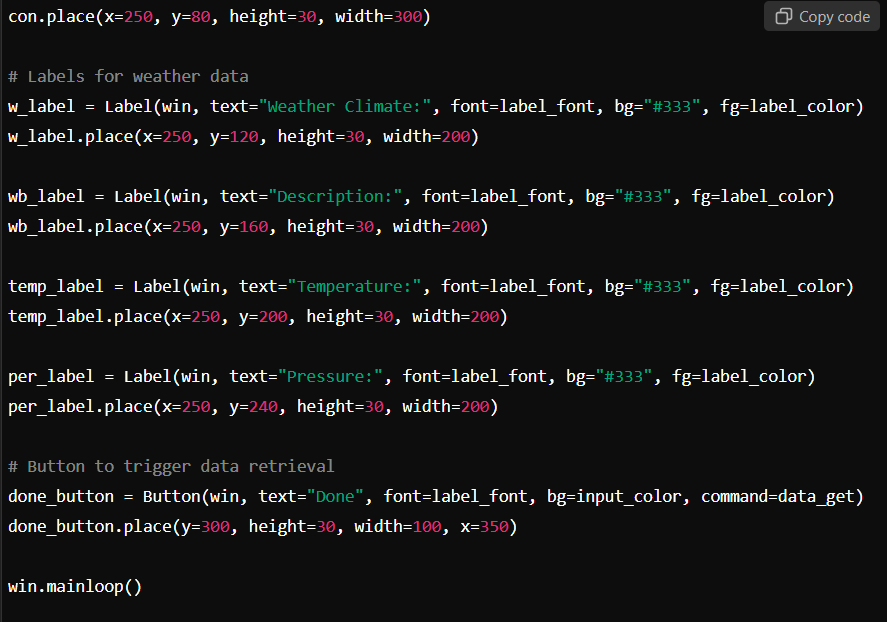 con.place(x=250, y=80, height=30, width=300)
Copy code
# Labels for weather data
w_label = Label(win, text="Weather Climate:", font=label_font, bg="#333", fg=label_color)
w_label.place(x=250, y=120, height=30, width=200)
wb_label = Label(win, text="Description:", font=label_font, bg="#333", fg=label_color)
wb_label.place(x=250, y=160, height=30, width=200)
temp_label = Label(win, text="Temperature:", font=label_font, bg="#333", fg=label_color)
temp_label.place(x=250, y=200, height=30, width=200)
per_label = Label(win, text="Pressure:", font=label_font, bg="#333", fg=label_color)
per_label.place(x=250, y=240, height=30, width=200)
# Button to trigger data retrieval
done_button = Button(win, text="Done", font=label_font, bg=input_color, command=data_get)
done_button.place(y=300, height=30, width=100, x=350)
win.mainloop()